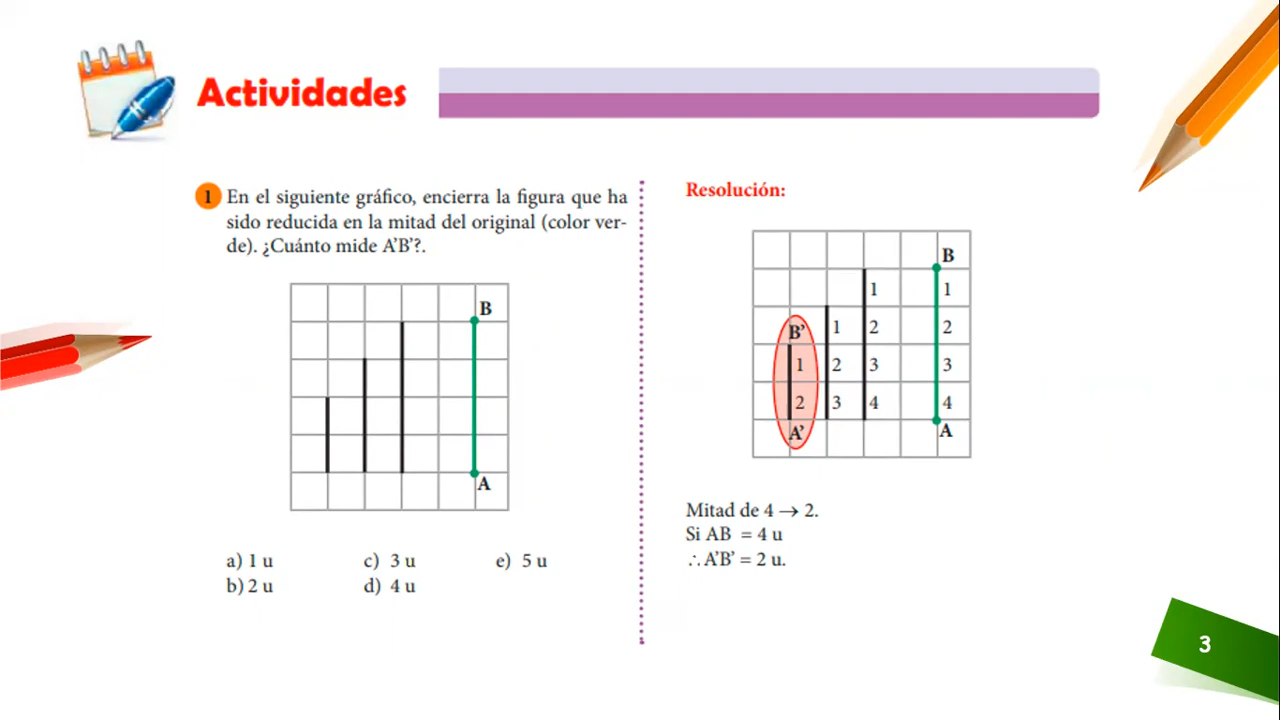 Actividades
1 En el siguiente gráfico, encierra la figura que ha
sido reducida en la mitad del original (color ver-
de). ¿Cuánto mide A'B'?.
B
A
a) 1 u
c) 3 u
e) 5 u
b) 2 u
d) 4 u
Resolución:
B
1 1
B' 1 2 2
1 2 3 3
2 3 4 4
A' A
Mitad de 4 → 2.
Si AB = 4 u
∴ A'B' = 2 u.
3